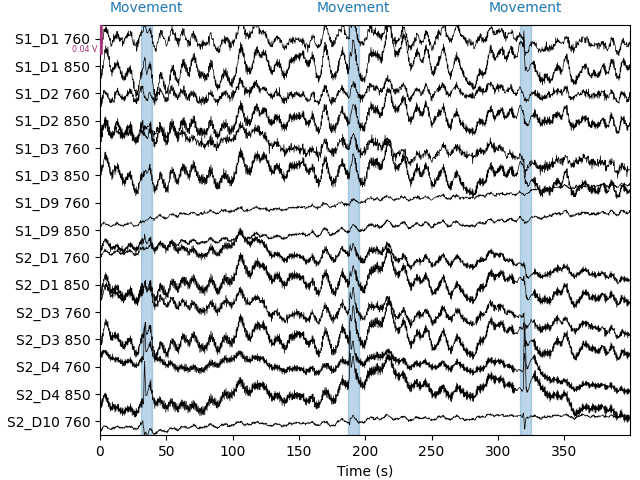 Movement Movement Movement
S1_D1 760
0.04 V
S1_D1 850
S1_D2 760
S1_D2 850
S1_D3 760
S1_D3 850
S1_D9 760
S1_D9 850
S2_D1 760
S2_D1 850
S2_D3 760
S2_D3 850
S2_D4 760
S2_D4 850
S2_D10 760
0 50 100 150 200 250 300 350
Time (s)